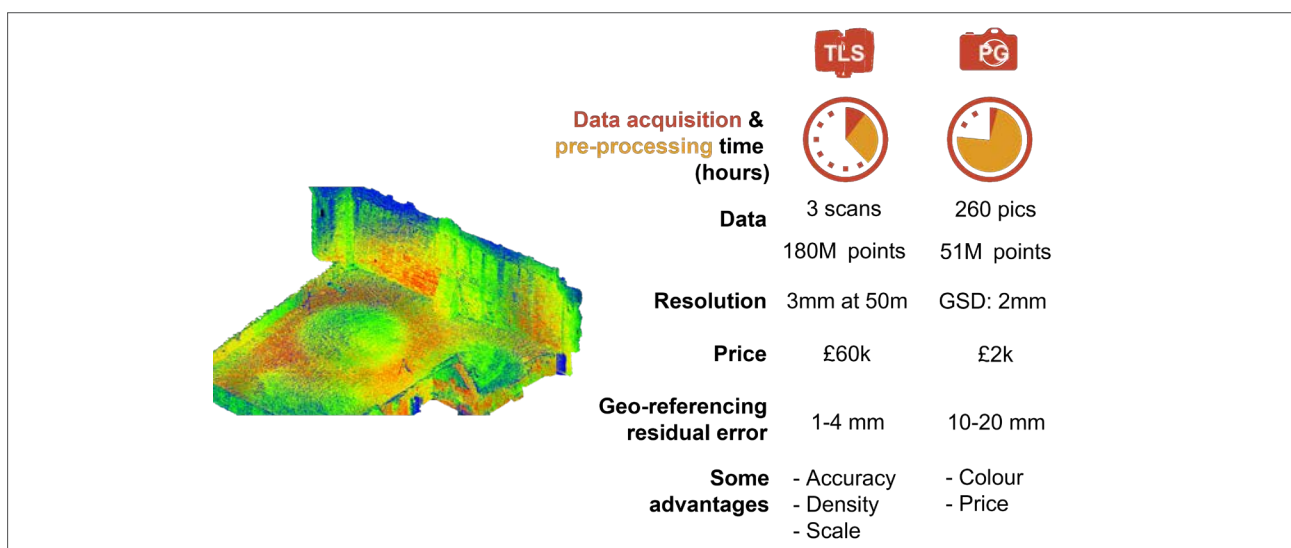 TLS PG
Data acquisition &
pre-processing time
(hours)
Data
3 scans 260 pics
180M points 51M points
Resolution 3mm at 50m GSD: 2mm
Price £60k £2k
Geo-referencing
residual error
1-4 mm 10-20 mm
Some
advantages
- Accuracy - Colour
- Density - Price
- Scale